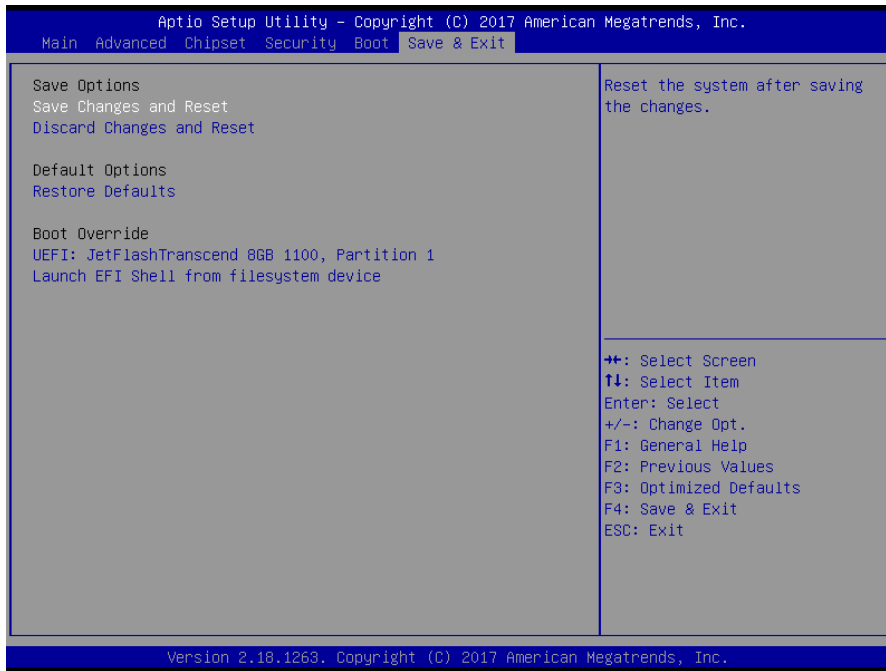 Aptio Setup Utility – Copyright (C) 2017 American Megatrends, Inc.
Main Advanced Chipset Security Boot Save & Exit
Save Options
Save Changes and Reset
Discard Changes and Reset
Default Options
Restore Defaults
Boot Override
UEFI: JetFlashTranscend 8GB 1100, Partition 1
Launch EFI Shell from filesystem device
Reset the system after saving
the changes.
→←: Select Screen
↑↓: Select Item
Enter: Select
+/-: Change Opt.
F1: General Help
F2: Previous Values
F3: Optimized Defaults
F4: Save & Exit
ESC: Exit
Version 2.18.1263. Copyright (C) 2017 American Megatrends, Inc.